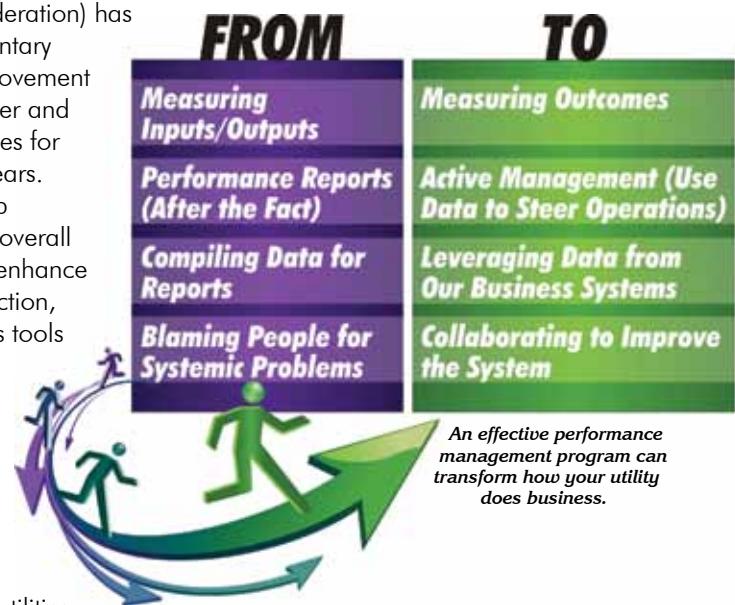 deration) has
ntary
ovement
er and
es for
ears.
overall
enhance
ction,
s tools
FROM
Measuring
Inputs/Outputs
Performance Reports
(After the Fact)
Compiling Data for
Reports
Blaming People for
Systemic Problems
TO
Measuring Outcomes
Active Management (Use
Data to Steer Operations)
Leveraging Data from
Our Business Systems
Collaborating to Improve
the System
An effective performance
management program can
transform how your utility
does business.